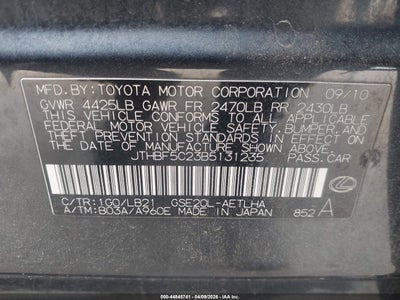 MFD.BY:TOYOTA MOTOR CORPORATION 09/10
GVWR 4425LB GAWR FR 2470LB RR 2430LB
THIS VEHICLE CONFORMS TO ALL APPLICABLE
FEDERAL MOTOR VEHICLE SAFETY, BUMPER, AND
THEFT PREVENTION STANDARDS IN EFFECT ON
THE DATE OF MANUFACTURE SHOWN ABOVE.
JTHBF5C23B5131235 PASS.CAR
C/TR:1G0/LB21 GSE20L-AETLHA
A/TM:B03A/A960E MADE IN JAPAN 852 A
000-44845741 - 04/09/2026 - IAAI